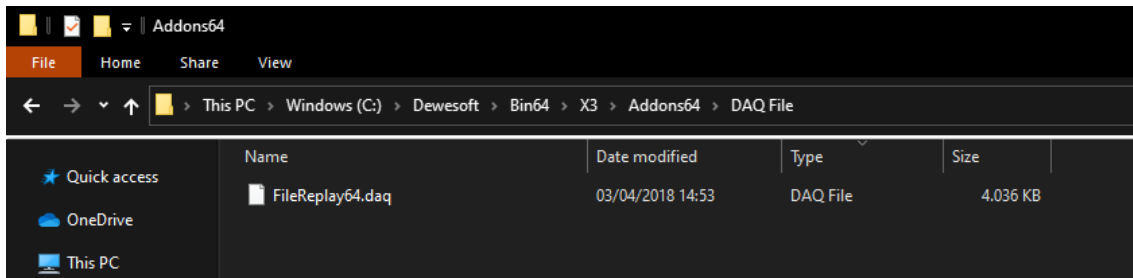 Addons64
File Home Share View
This PC > Windows (C:) > Dewesoft > Bin64 > X3 > Addons64 > DAQ File
Name Date modified Type Size
Quick access
FileReplay64.daq 03/04/2018 14:53 DAQ File 4.036 KB
OneDrive
This PC